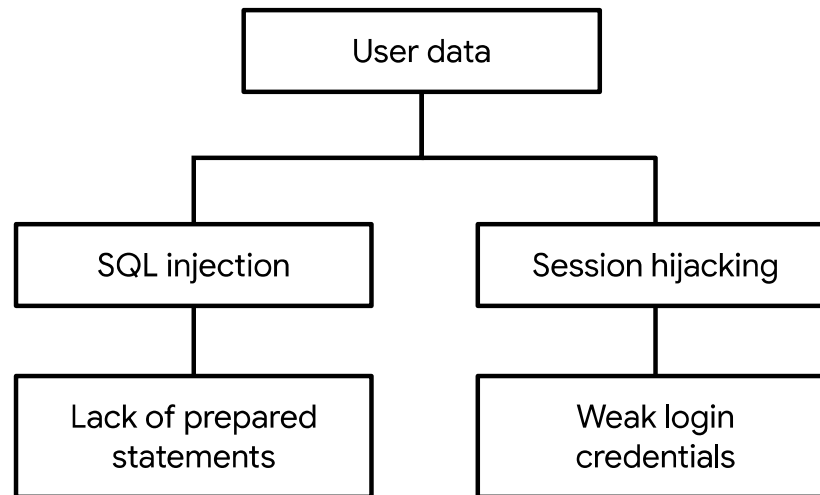 User data
SQL injection
Session hijacking
Lack of prepared
statements
Weak login
credentials